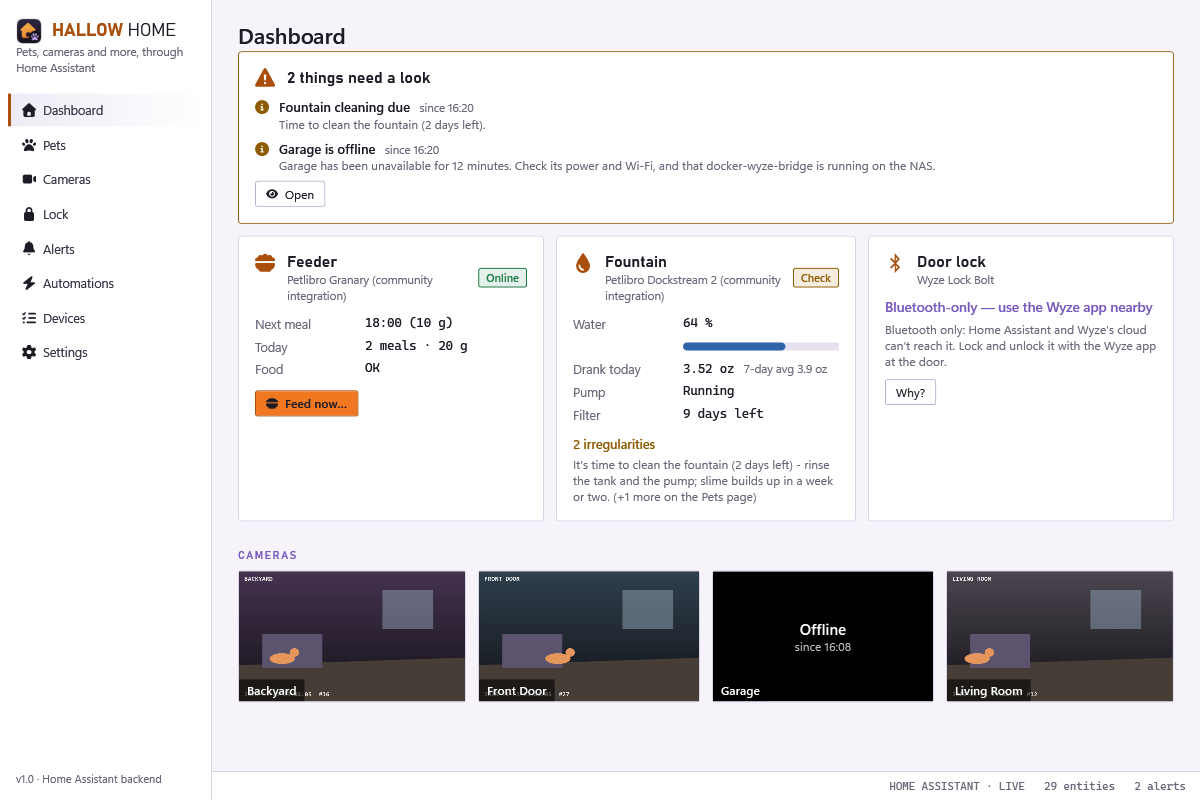 HALLOW HOME
Pets, cameras and more, through
Home Assistant
Dashboard
Pets
Cameras
Lock
Alerts
Automations
Devices
Settings
v1.0 · Home Assistant backend
Dashboard
2 things need a look
Fountain cleaning due since 16:20
Time to clean the fountain (2 days left).
Garage is offline since 16:20
Garage has been unavailable for 12 minutes. Check its power and Wi-Fi, and that docker-wyze-bridge is running on the NAS.
Open
Feeder
Petlibro Granary (community
integration)
Online
Next meal 18:00 (10 g)
Today 2 meals · 20 g
Food OK
Feed now...
Fountain
Petlibro Dockstream 2 (community
integration)
Check
Water 64 %
Drank today 3.52 oz 7-day avg 3.9 oz
Pump Running
Filter 9 days left
2 irregularities
It's time to clean the fountain (2 days left) - rinse
the tank and the pump; slime builds up in a week
or two. (+1 more on the Pets page)
Door lock
Wyze Lock Bolt
Bluetooth-only — use the Wyze app nearby
Bluetooth only: Home Assistant and Wyze's cloud
can't reach it. Lock and unlock it with the Wyze app
at the door.
Why?
CAMERAS
BACKYARD
Backyard
#16
FRONT DOOR
Front Door
#27
Offline
since 16:08
Garage
LIVING ROOM
Living Room
HOME ASSISTANT · LIVE 29 entities 2 alerts